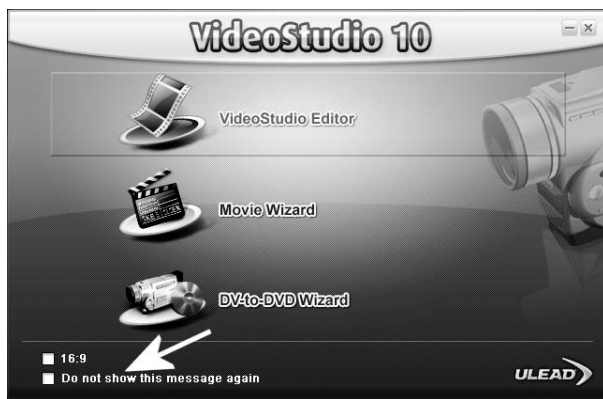 VideoStudio 10
VideoStudio Editor
Movie Wizard
DV-to-DVD Wizard
16:9
Do not show this message again
ULEAD